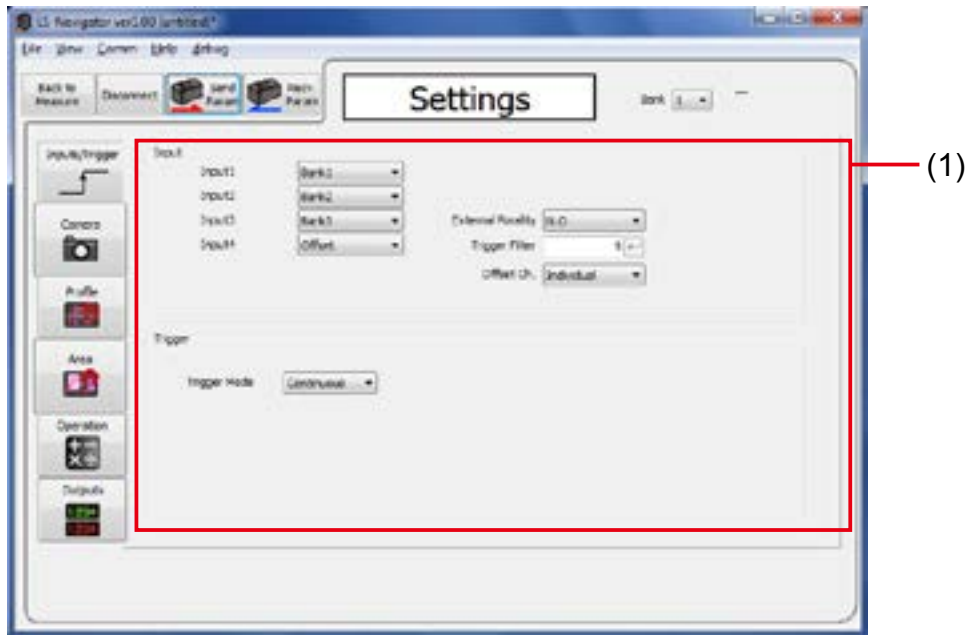 LS Navigator ver1.00 (untitled)*
File View Comm Help debug
Back to Measure
Disconnect
Send Param
Recv Param
Settings
Bank 1
Inputs/Trigger
Camera
Profile
Area
Operation
Outputs
Input
Input1 Bank1
Input2 Bank2
Input3 Bank3
Input4 Offset
External Polality N.O
Trigger Filter
Offset Ch. Individual
Trigger
Trigger Mode Continuous
(1)